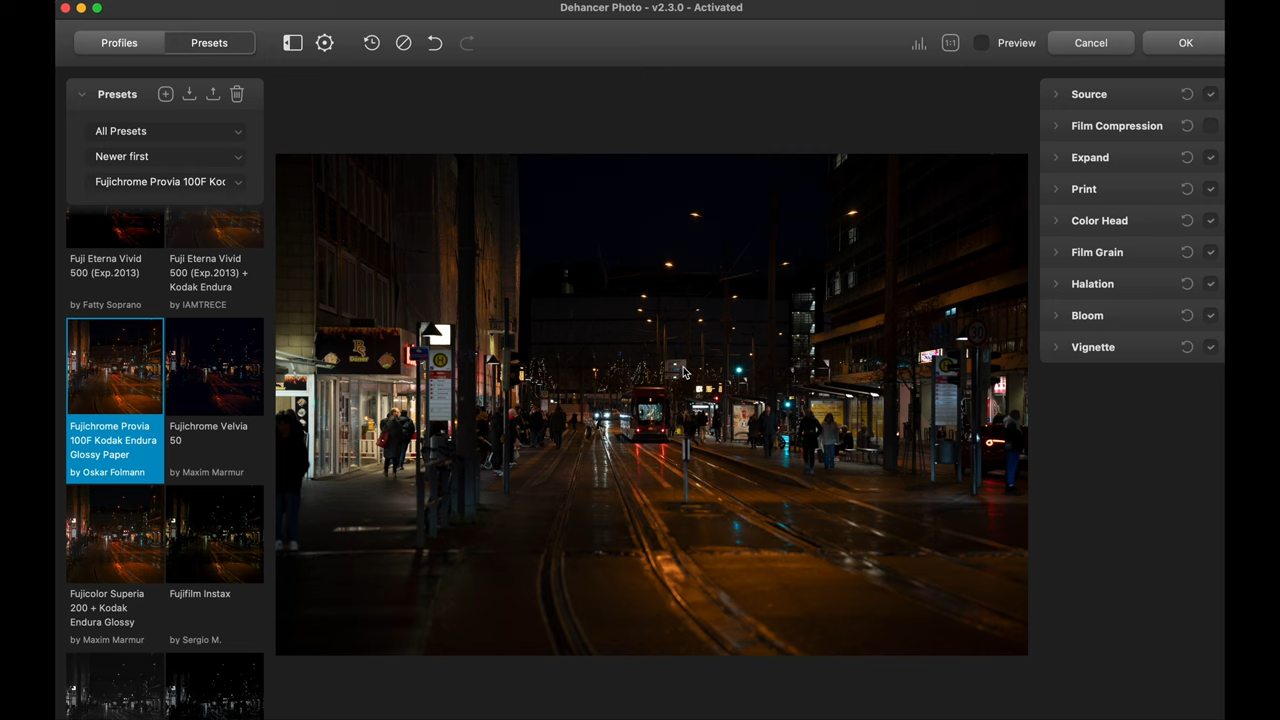 Dehancer Photo - v2.3.0 - Activated
Profiles
Presets
1:1
Preview
Cancel
OK
Presets
All Presets
Newer first
Fujichrome Provia 100F Koc
Fuji Eterna Vivid
500 (Exp.2013)
by Fatty Soprano
Fuji Eterna Vivid
500 (Exp.2013) +
Kodak Endura
by IAMTRECE
Fujichrome Provia
100F Kodak Endura
Glossy Paper
by Oskar Folmann
Fujichrome Velvia
50
by Maxim Marmur
Fujicolor Superia
200 + Kodak
Endura Glossy
by Maxim Marmur
Fujifilm Instax
by Sergio M.
Döner
H
30
Source
Film Compression
Expand
Print
Color Head
Film Grain
Halation
Bloom
Vignette